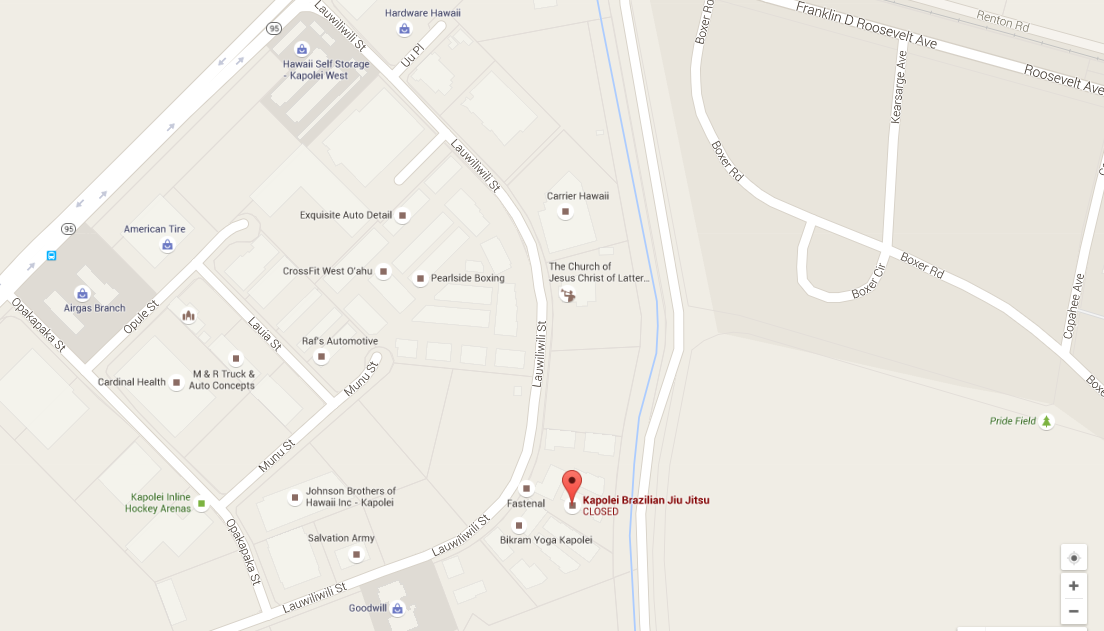 Lauwiliwili St
Hardware Hawaii
Boxer Rd
Franklin D Roosevelt Ave
Renton Rd
95
Uu Pl
Hawaii Self Storage
- Kapolei West
Roosevelt Ave
Kearsarge Ave
Lauwiliwili St
Boxer Rd
Carrier Hawaii
Exquisite Auto Detail
American Tire
95
CrossFit West O'ahu
Pearlside Boxing
The Church of
Jesus Christ of Latter...
Boxer Rd
Boxer Cir
Airgas Branch
Opule St
Opakapaka St
Lauia St
Copahee Ave
Raf's Automotive
Lauwiliwili St
Cardinal Health
M & R Truck &
Auto Concepts
Munu St
Pride Field
Munu St
Kapolei Inline
Hockey Arenas
Johnson Brothers of
Hawaii Inc - Kapolei
Fastenal
Kapolei Brazilian Jiu Jitsu
CLOSED
Opakapaka St
Salvation Army
Lauwiliwili St
Bikram Yoga Kapolei
Lauwiliwili St
Goodwill
+
−